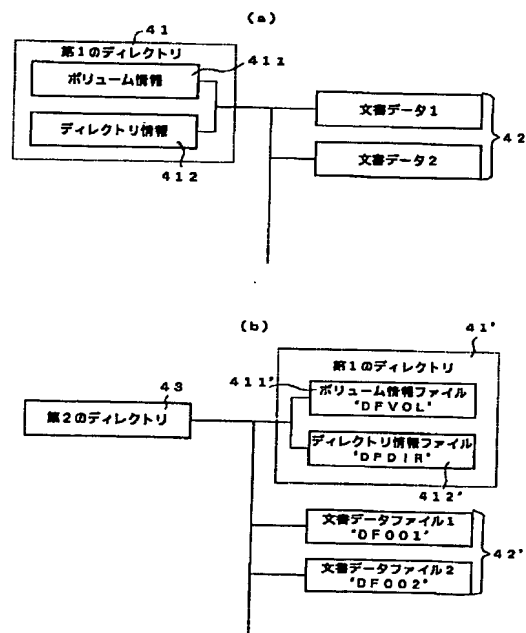 (a)
41
第1のディレクトリ
411
ボリューム情報
ディレクトリ情報
412
文書データ1
文書データ2
42
(b)
41'
第1のディレクトリ
411'
ボリューム情報ファイル
"DFVOL"
43
第2のディレクトリ
ディレクトリ情報ファイル
"DFDIR"
412'
文書データファイル1
"DF001"
文書データファイル2
"DF002"
42'